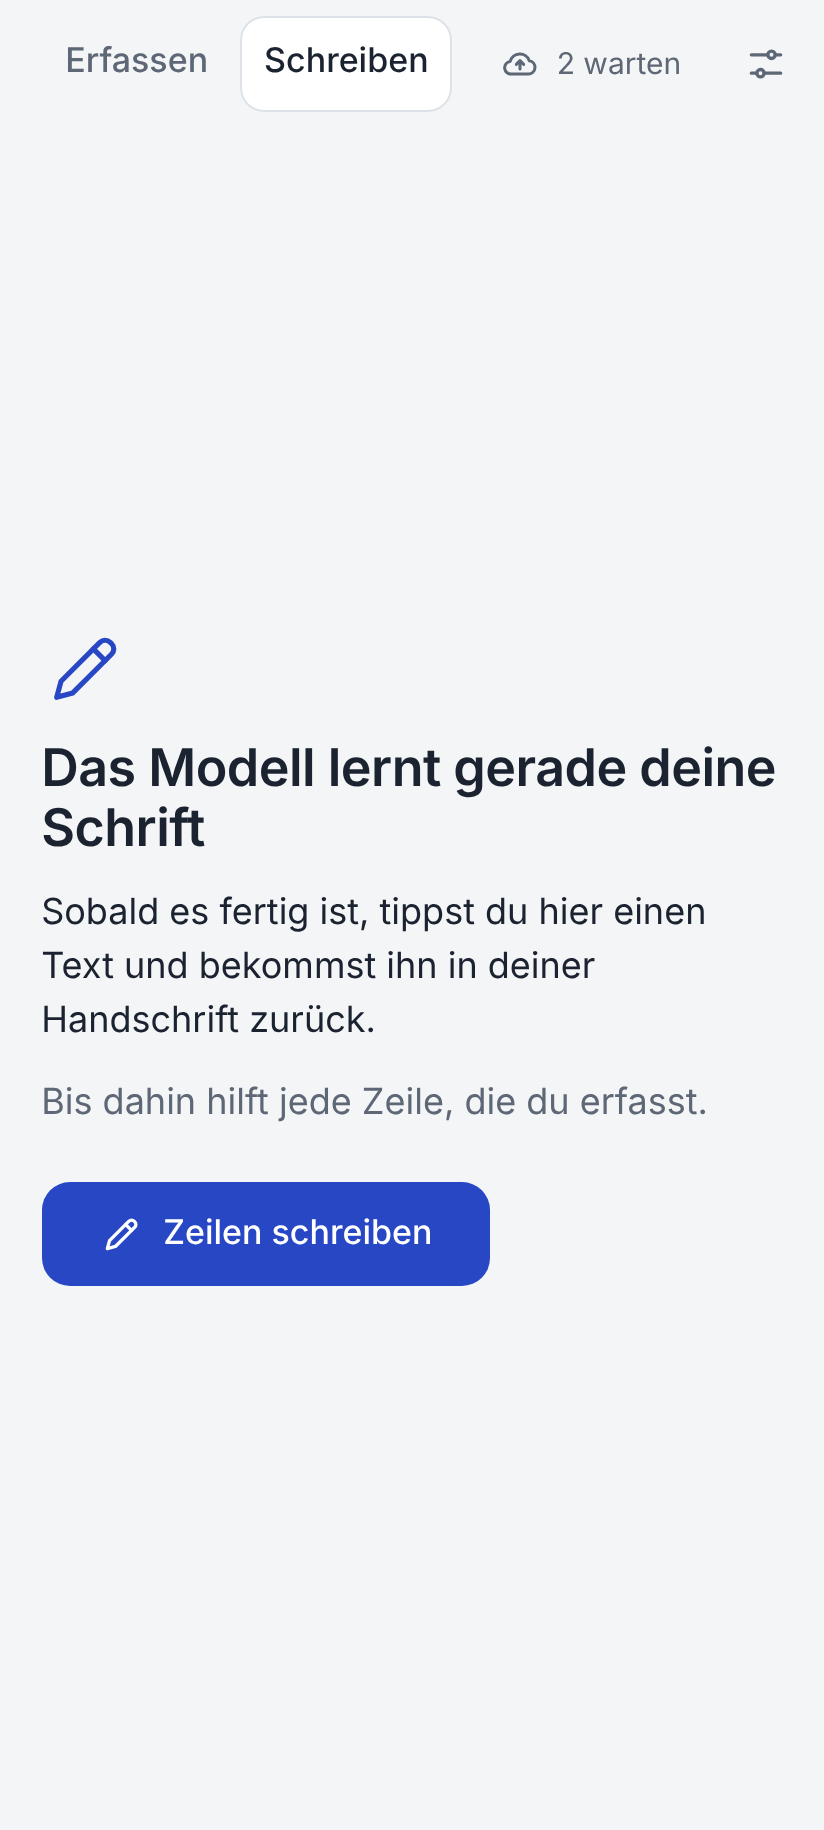 Erfassen Schreiben 2 warten
Das Modell lernt gerade deine
Schrift
Sobald es fertig ist, tippst du hier einen
Text und bekommst ihn in deiner
Handschrift zurück.
Bis dahin hilft jede Zeile, die du erfasst.
Zeilen schreiben